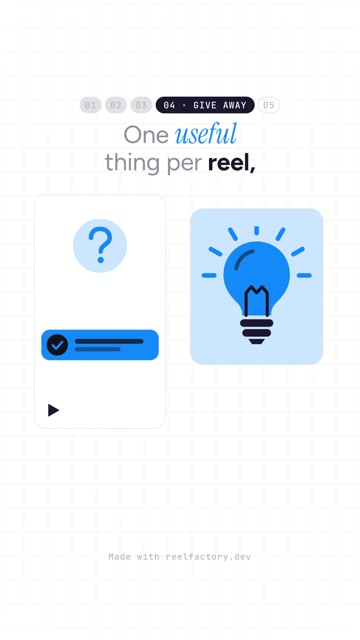 01 02 03 04 · GIVE AWAY 05
One useful
thing per reel,
?
Made with reelfactory.dev